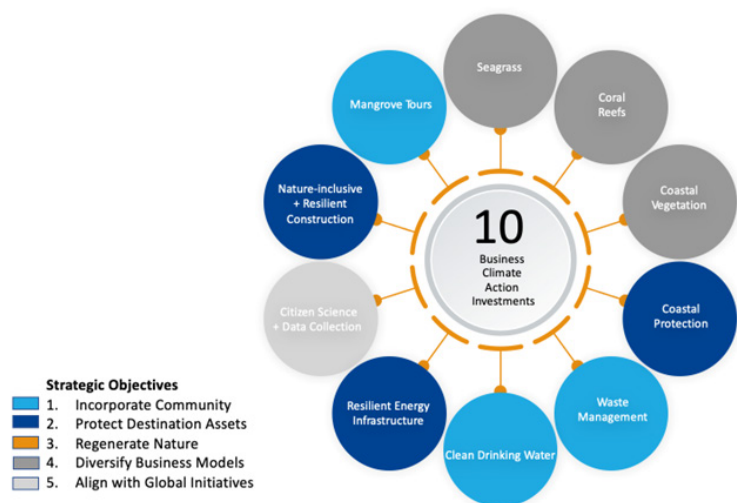 Seagrass
Coral
Reefs
Coastal
Vegetation
Coastal
Protection
Waste
Management
Clean Drinking Water
Resilient Energy
Infrastructure
Citizen Science
+ Data Collection
Nature-inclusive
+ Resilient
Construction
Mangrove Tours
10
Business
Climate
Action
Investments
Strategic Objectives
1. Incorporate Community
2. Protect Destination Assets
3. Regenerate Nature
4. Diversify Business Models
5. Align with Global Initiatives